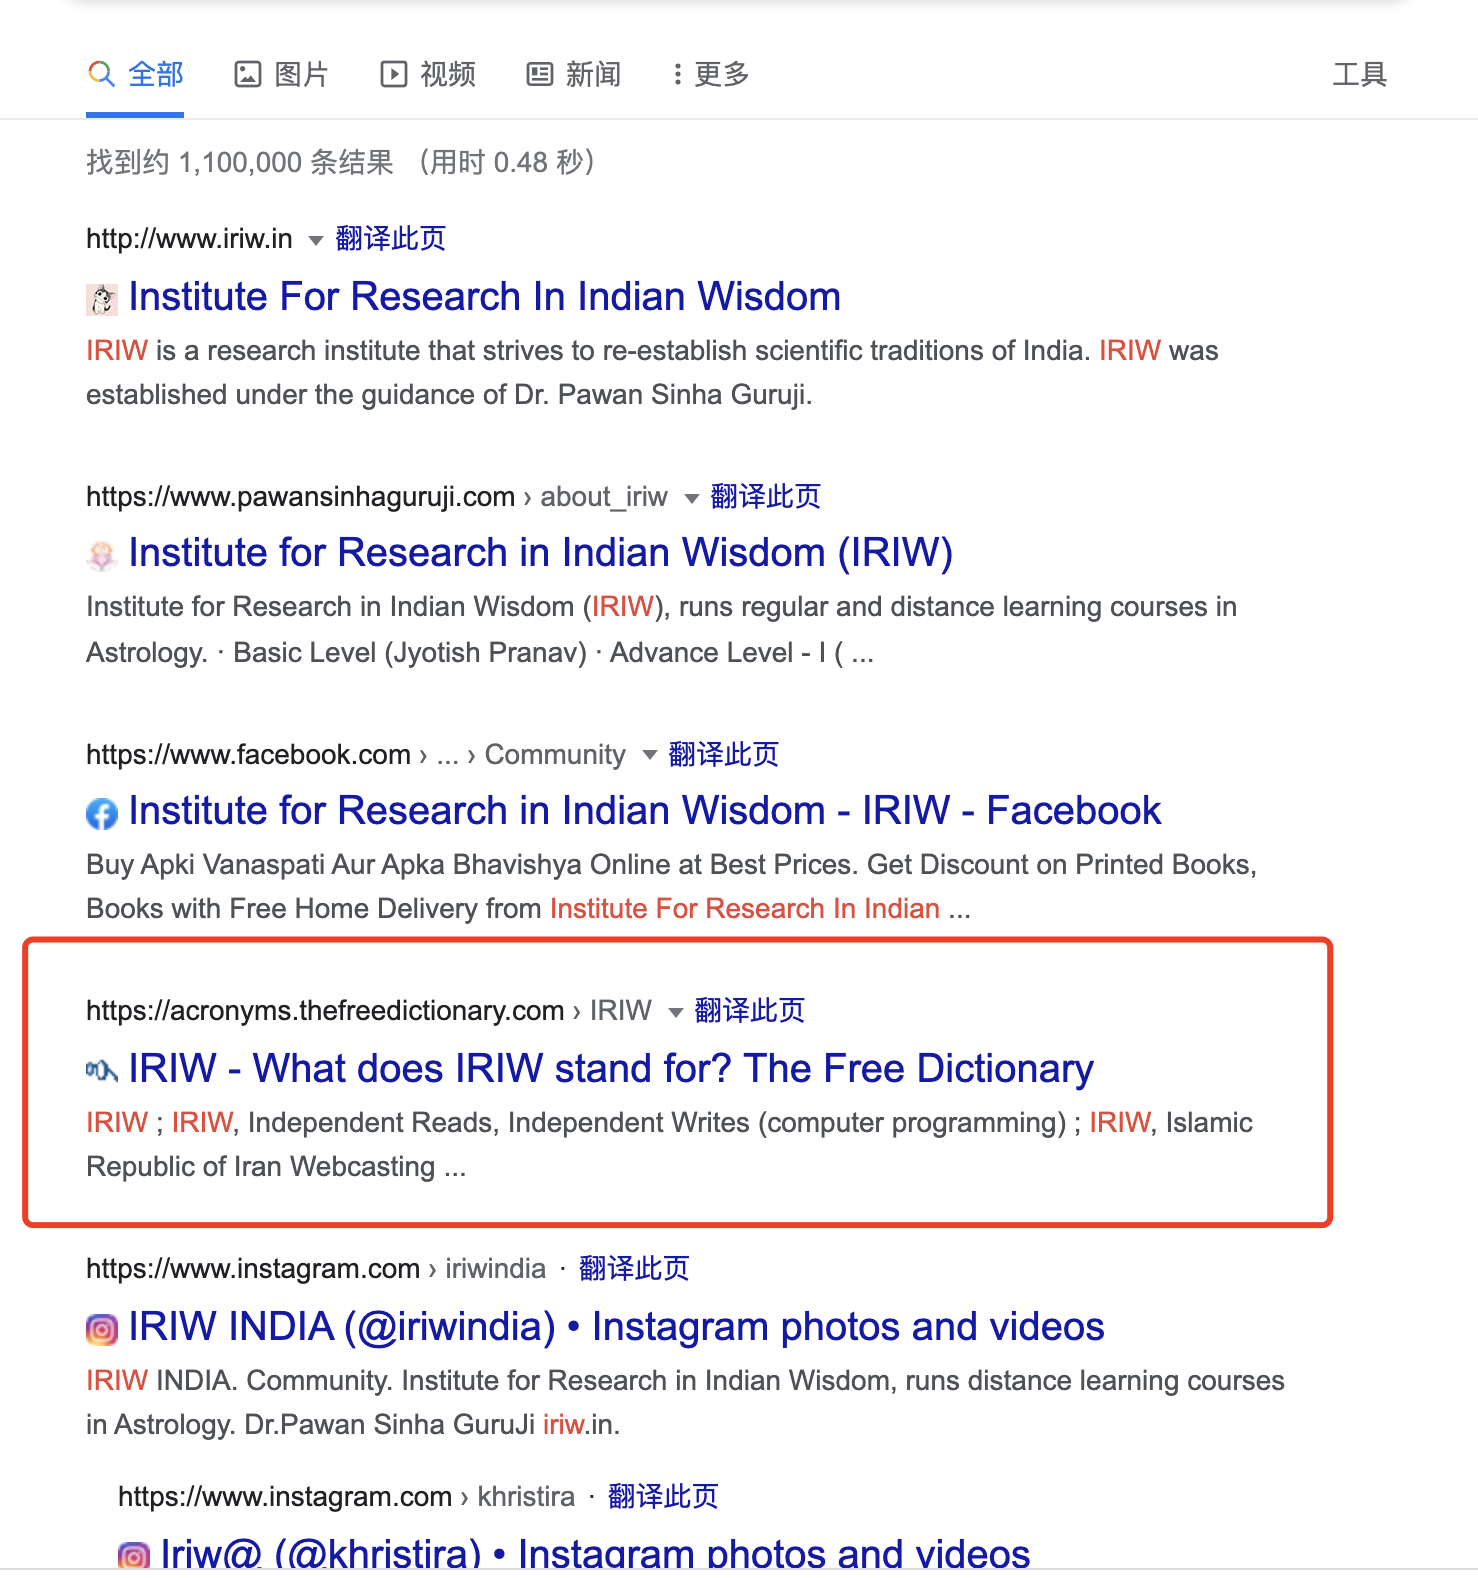 全部 图片 视频 新闻 更多 工具
找到约 1,100,000 条结果 （用时 0.48 秒）
http://www.iriw.in 翻译此页
Institute For Research In Indian Wisdom
IRIW is a research institute that strives to re-establish scientific traditions of India. IRIW was
established under the guidance of Dr. Pawan Sinha Guruji.
https://www.pawansinhaguruji.com › about_iriw 翻译此页
Institute for Research in Indian Wisdom (IRIW)
Institute for Research in Indian Wisdom (IRIW), runs regular and distance learning courses in
Astrology. · Basic Level (Jyotish Pranav) · Advance Level - I ( ...
https://www.facebook.com › ... › Community 翻译此页
Institute for Research in Indian Wisdom - IRIW - Facebook
Buy Apki Vanaspati Aur Apka Bhavishya Online at Best Prices. Get Discount on Printed Books,
Books with Free Home Delivery from Institute For Research In Indian ...
https://acronyms.thefreedictionary.com › IRIW 翻译此页
IRIW - What does IRIW stand for? The Free Dictionary
IRIW ; IRIW, Independent Reads, Independent Writes (computer programming) ; IRIW, Islamic
Republic of Iran Webcasting ...
https://www.instagram.com › iriwindia · 翻译此页
IRIW INDIA (@iriwindia) • Instagram photos and videos
IRIW INDIA. Community. Institute for Research in Indian Wisdom, runs distance learning courses
in Astrology. Dr.Pawan Sinha GuruJi iriw.in.
https://www.instagram.com › khristira · 翻译此页
Iriw@ (@khristira) • Instagram photos and videos